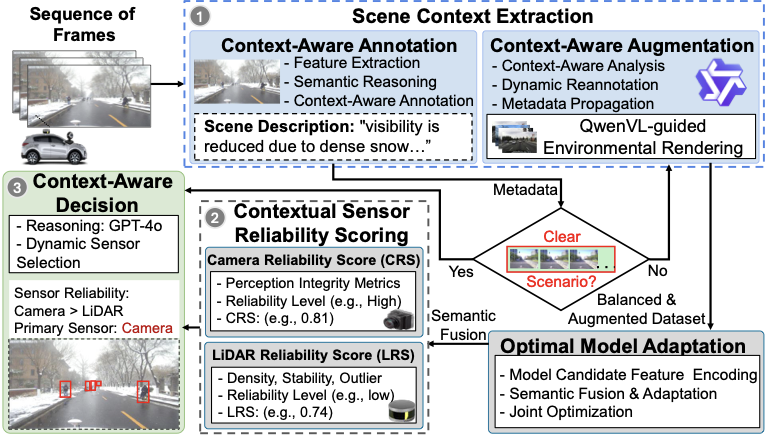 Sequence of
Frames
1
Scene Context Extraction
Context-Aware Annotation
- Feature Extraction
- Semantic Reasoning
- Context-Aware Annotation
Scene Description: "visibility is
reduced due to dense snow…"
Context-Aware Augmentation
- Context-Aware Analysis
- Dynamic Reannotation
- Metadata Propagation
QwenVL-guided
Environmental Rendering
3
Context-Aware
Decision
- Reasoning: GPT-4o
- Dynamic Sensor
Selection
Sensor Reliability:
Camera > LiDAR
Primary Sensor: Camera
2
Contextual Sensor
Reliability Scoring
Camera Reliability Score (CRS)
- Perception Integrity Metrics
- Reliability Level (e.g., High)
- CRS: (e.g., 0.81)
LiDAR Reliability Score (LRS)
- Density, Stability, Outlier
- Reliability Level (e.g., low)
- LRS: (e.g., 0.74)
Metadata
Clear
. .
Scenario?
Yes
No
Balanced &
Augmented Dataset
Semantic
Fusion
Optimal Model Adaptation
- Model Candidate Feature Encoding
- Semantic Fusion & Adaptation
- Joint Optimization